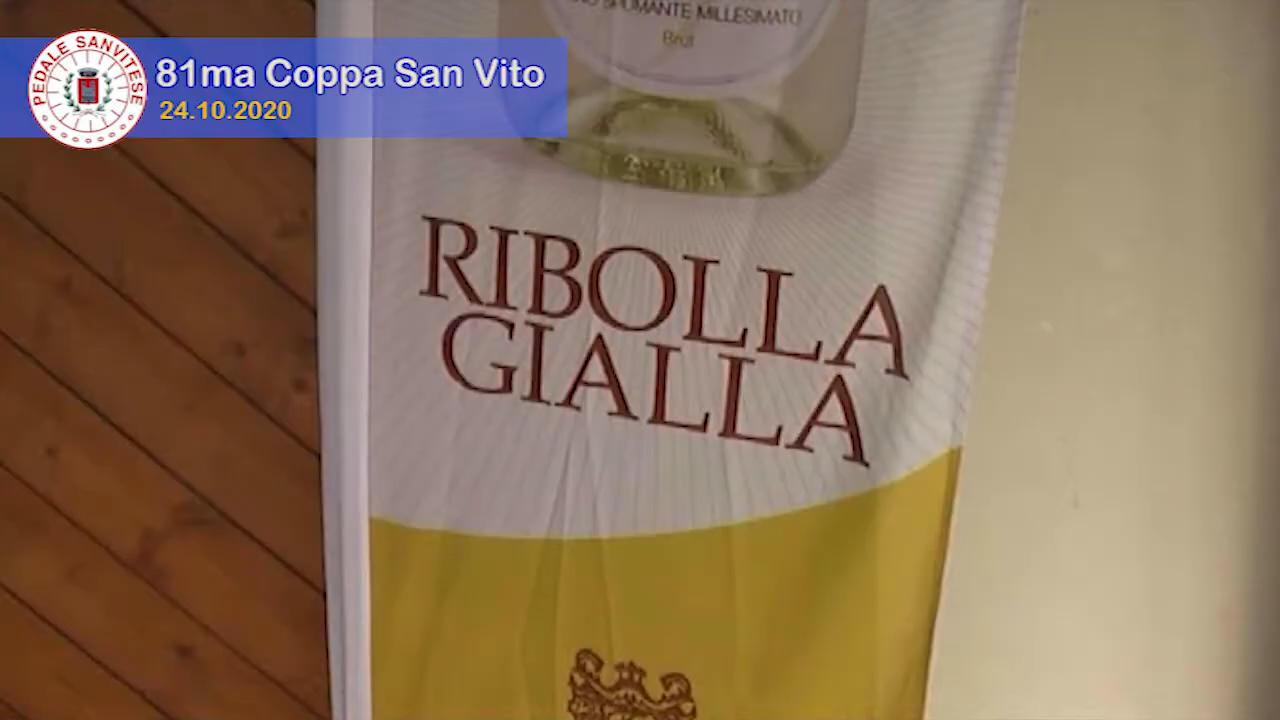 PEDALE SANVITESE
81ma Coppa San Vito
24.10.2020
SPUMANTE MILLESIMATO
Brut
RIBOLLA
GIALLA